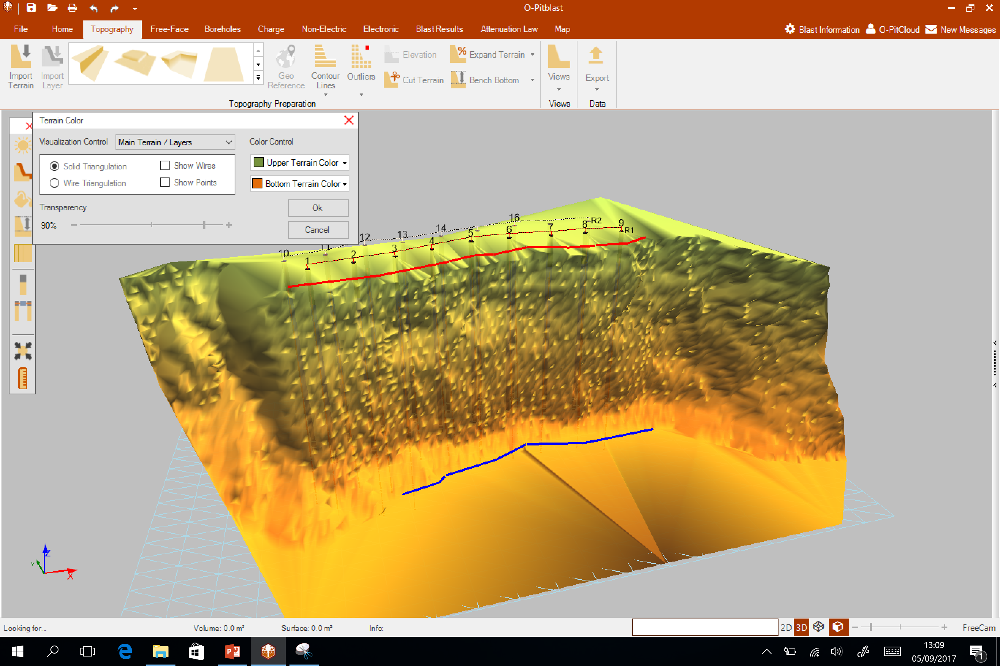 O-Pitblast
File Home Topography Free-Face Boreholes Charge Non-Electric Electronic Blast Results Attenuation Law Map Blast Information O-PitCloud New Messages
Import Terrain
Import Layer
Geo Reference
Contour Lines
Outliers
Elevation
Cut Terrain
% Expand Terrain
Bench Bottom
Views
Export
Topography Preparation Views Data
Terrain Color
Visualization Control Main Terrain / Layers Color Control
Solid Triangulation Show Wires Upper Terrain Color
Wire Triangulation Show Points Bottom Terrain Color
Transparency Ok
90% Cancel
10 11 12 13 14 16 R2
1 2 3 4 5 6 7 8 9 R1
Z
Y
X
Looking for... Volume: 0.0 m³ Surface: 0.0 m² Info: 2D 3D FreeCam
13:09
05/09/2017
1